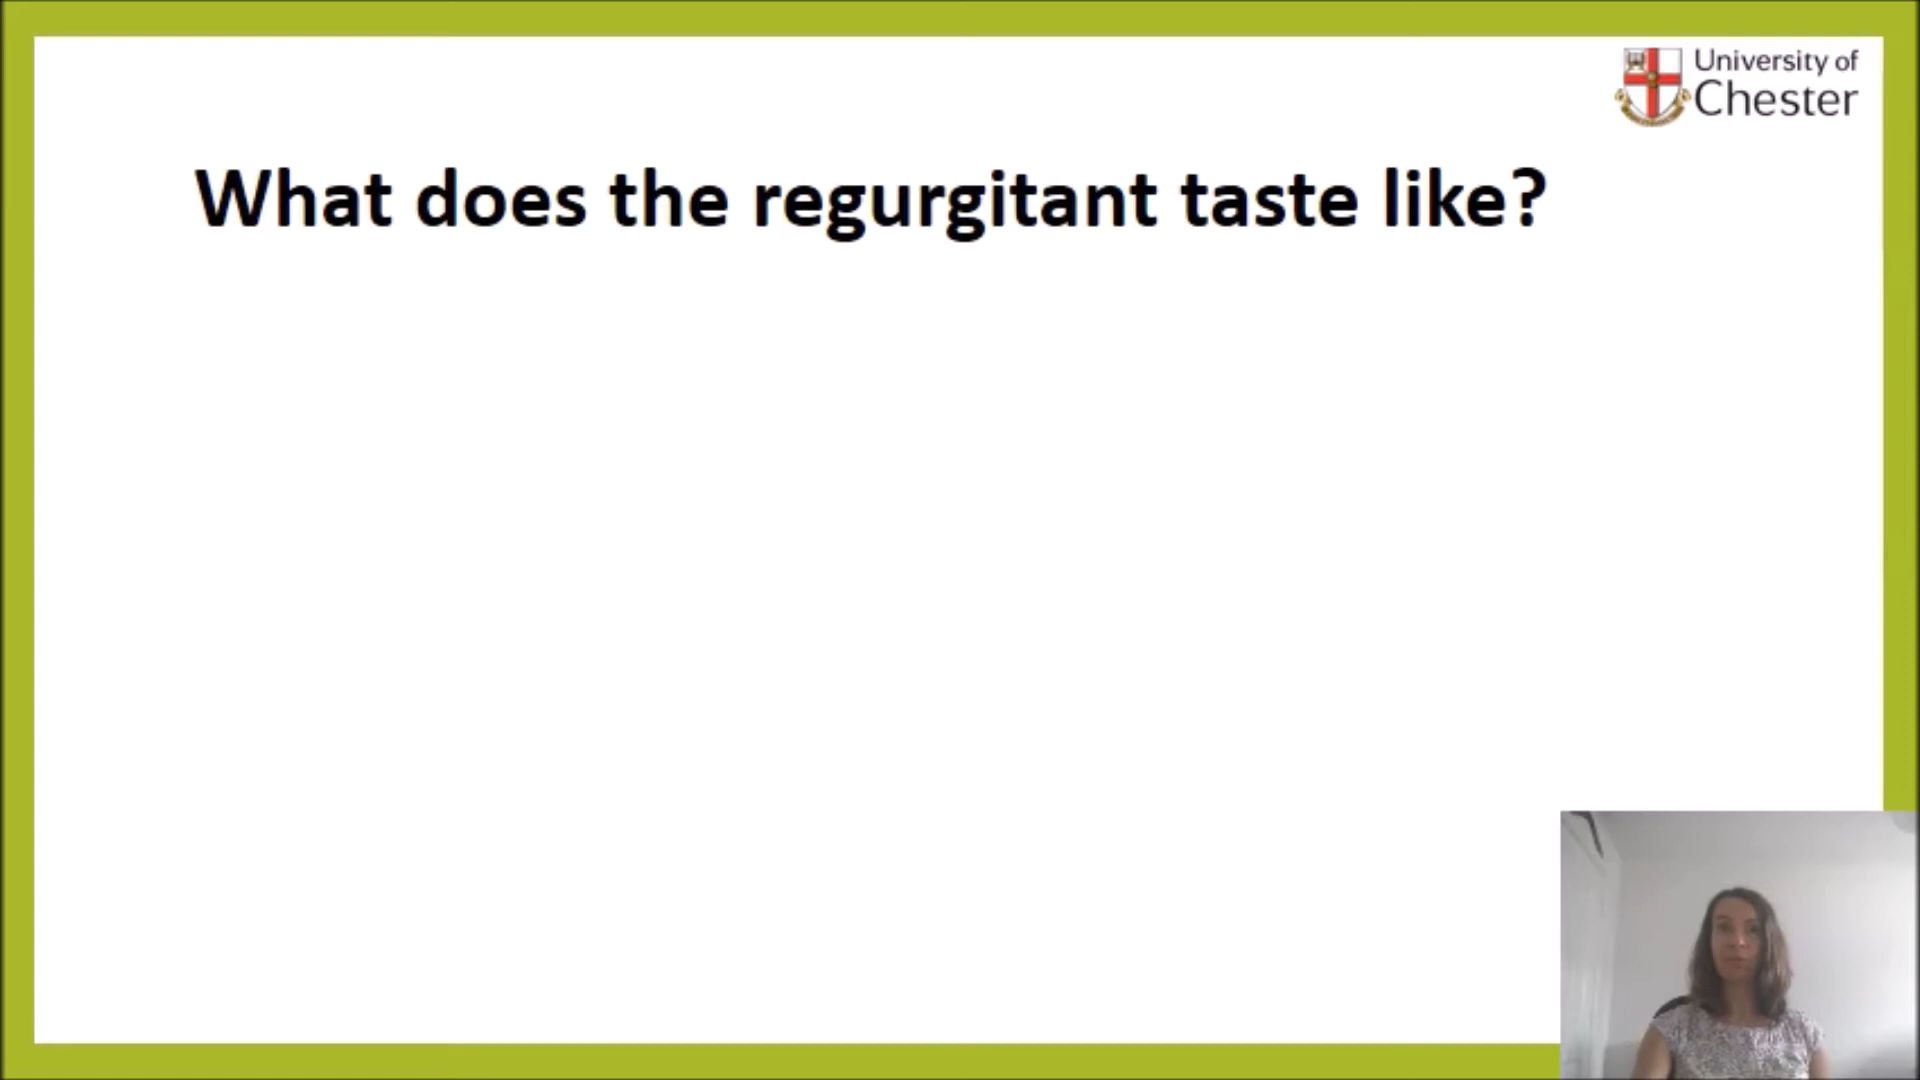 University of
Chester
What does the regurgitant taste like?